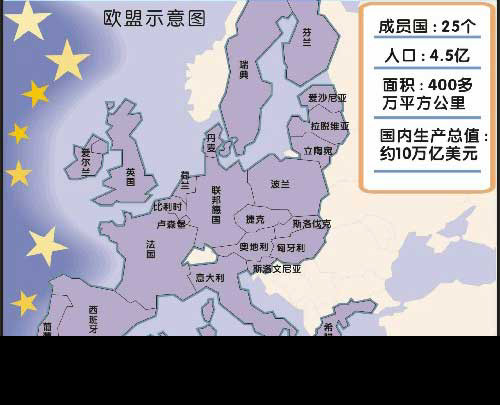 欧盟示意图
成员国：25个
人口：4.5亿
面积：400多
万平方公里
国内生产总值：
约10万亿美元
芬兰
瑞典
爱沙尼亚
拉脱维亚
立陶宛
丹麦
爱尔兰
英国
荷兰
联邦德国
波兰
比利时
卢森堡
捷克
斯洛伐克
法国
奥地利
匈牙利
斯洛文尼亚
意大利
西班牙
葡
希